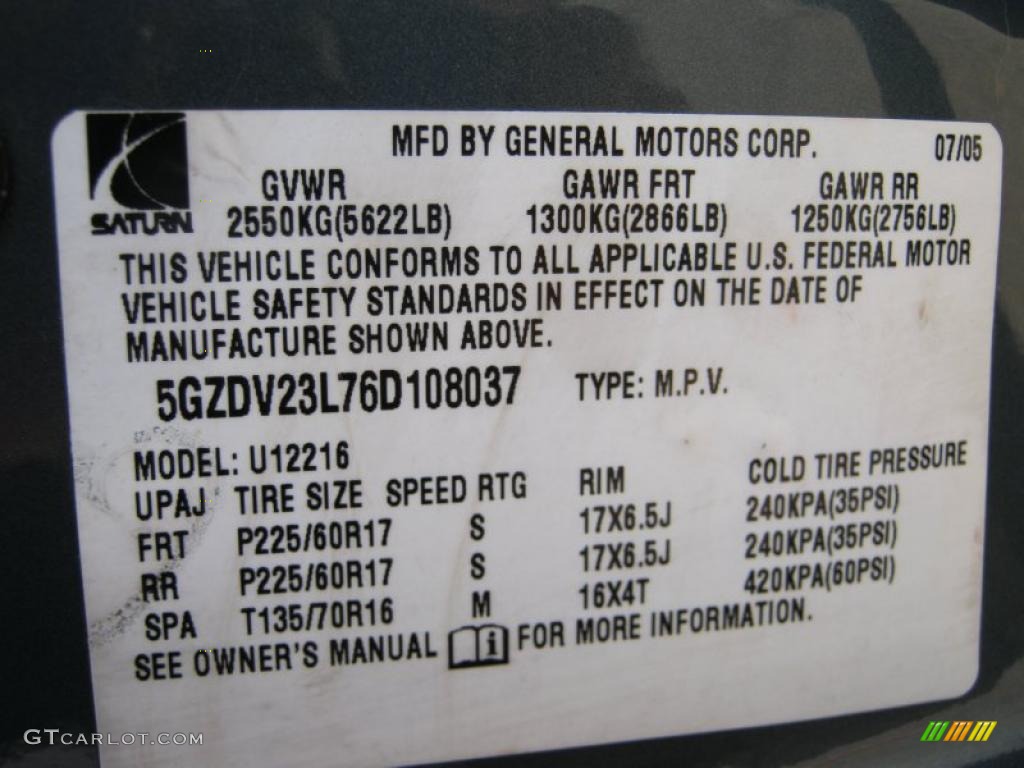 MFD BY GENERAL MOTORS CORP. 07/05
SATURN
GVWR GAWR FRT GAWR RR
2550KG(5622LB) 1300KG(2866LB) 1250KG(2756LB)
THIS VEHICLE CONFORMS TO ALL APPLICABLE U.S. FEDERAL MOTOR
VEHICLE SAFETY STANDARDS IN EFFECT ON THE DATE OF
MANUFACTURE SHOWN ABOVE.
5GZDV23L76D108037 TYPE: M.P.V.
MODEL: U12216
UPAJ TIRE SIZE SPEED RTG RIM COLD TIRE PRESSURE
FRT P225/60R17 S 17X6.5J 240KPA(35PSI)
RR P225/60R17 S 17X6.5J 240KPA(35PSI)
SPA T135/70R16 M 16X4T 420KPA(60PSI)
SEE OWNER'S MANUAL i FOR MORE INFORMATION.
GTCARLOT.COM